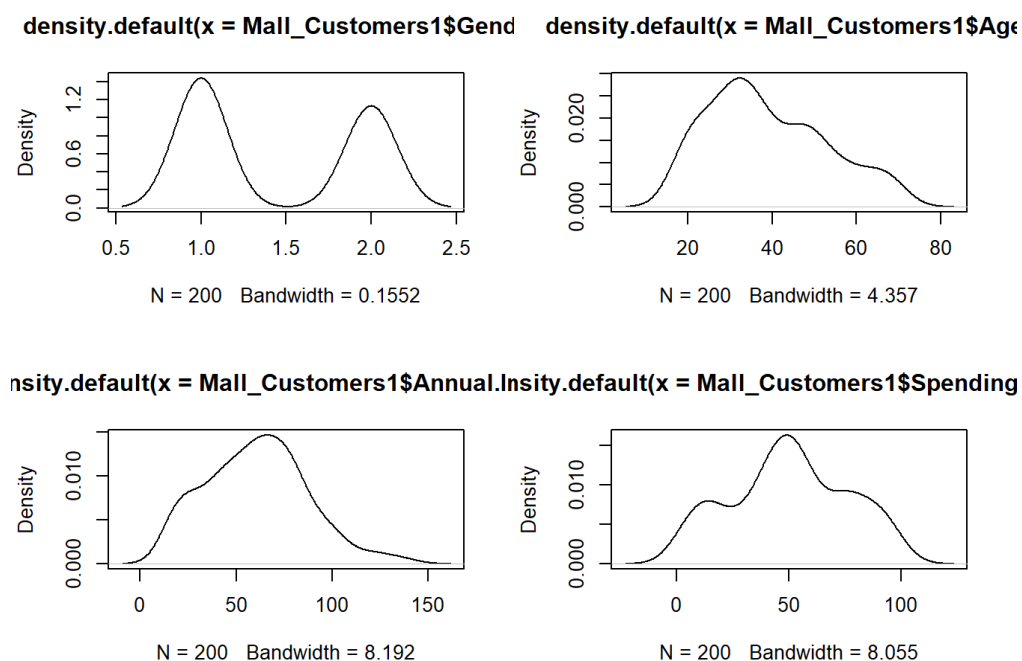 density.default(x = Mall_Customers1$Gend
Density
0.0 0.6 1.2
0.5 1.0 1.5 2.0 2.5
N = 200 Bandwidth = 0.1552
density.default(x = Mall_Customers1$Age
Density
0.000 0.020
20 40 60 80
N = 200 Bandwidth = 4.357
nsity.default(x = Mall_Customers1$Annual.In
Density
0.000 0.010
0 50 100 150
N = 200 Bandwidth = 8.192
nsity.default(x = Mall_Customers1$Spending
Density
0.000 0.010
0 50 100
N = 200 Bandwidth = 8.055